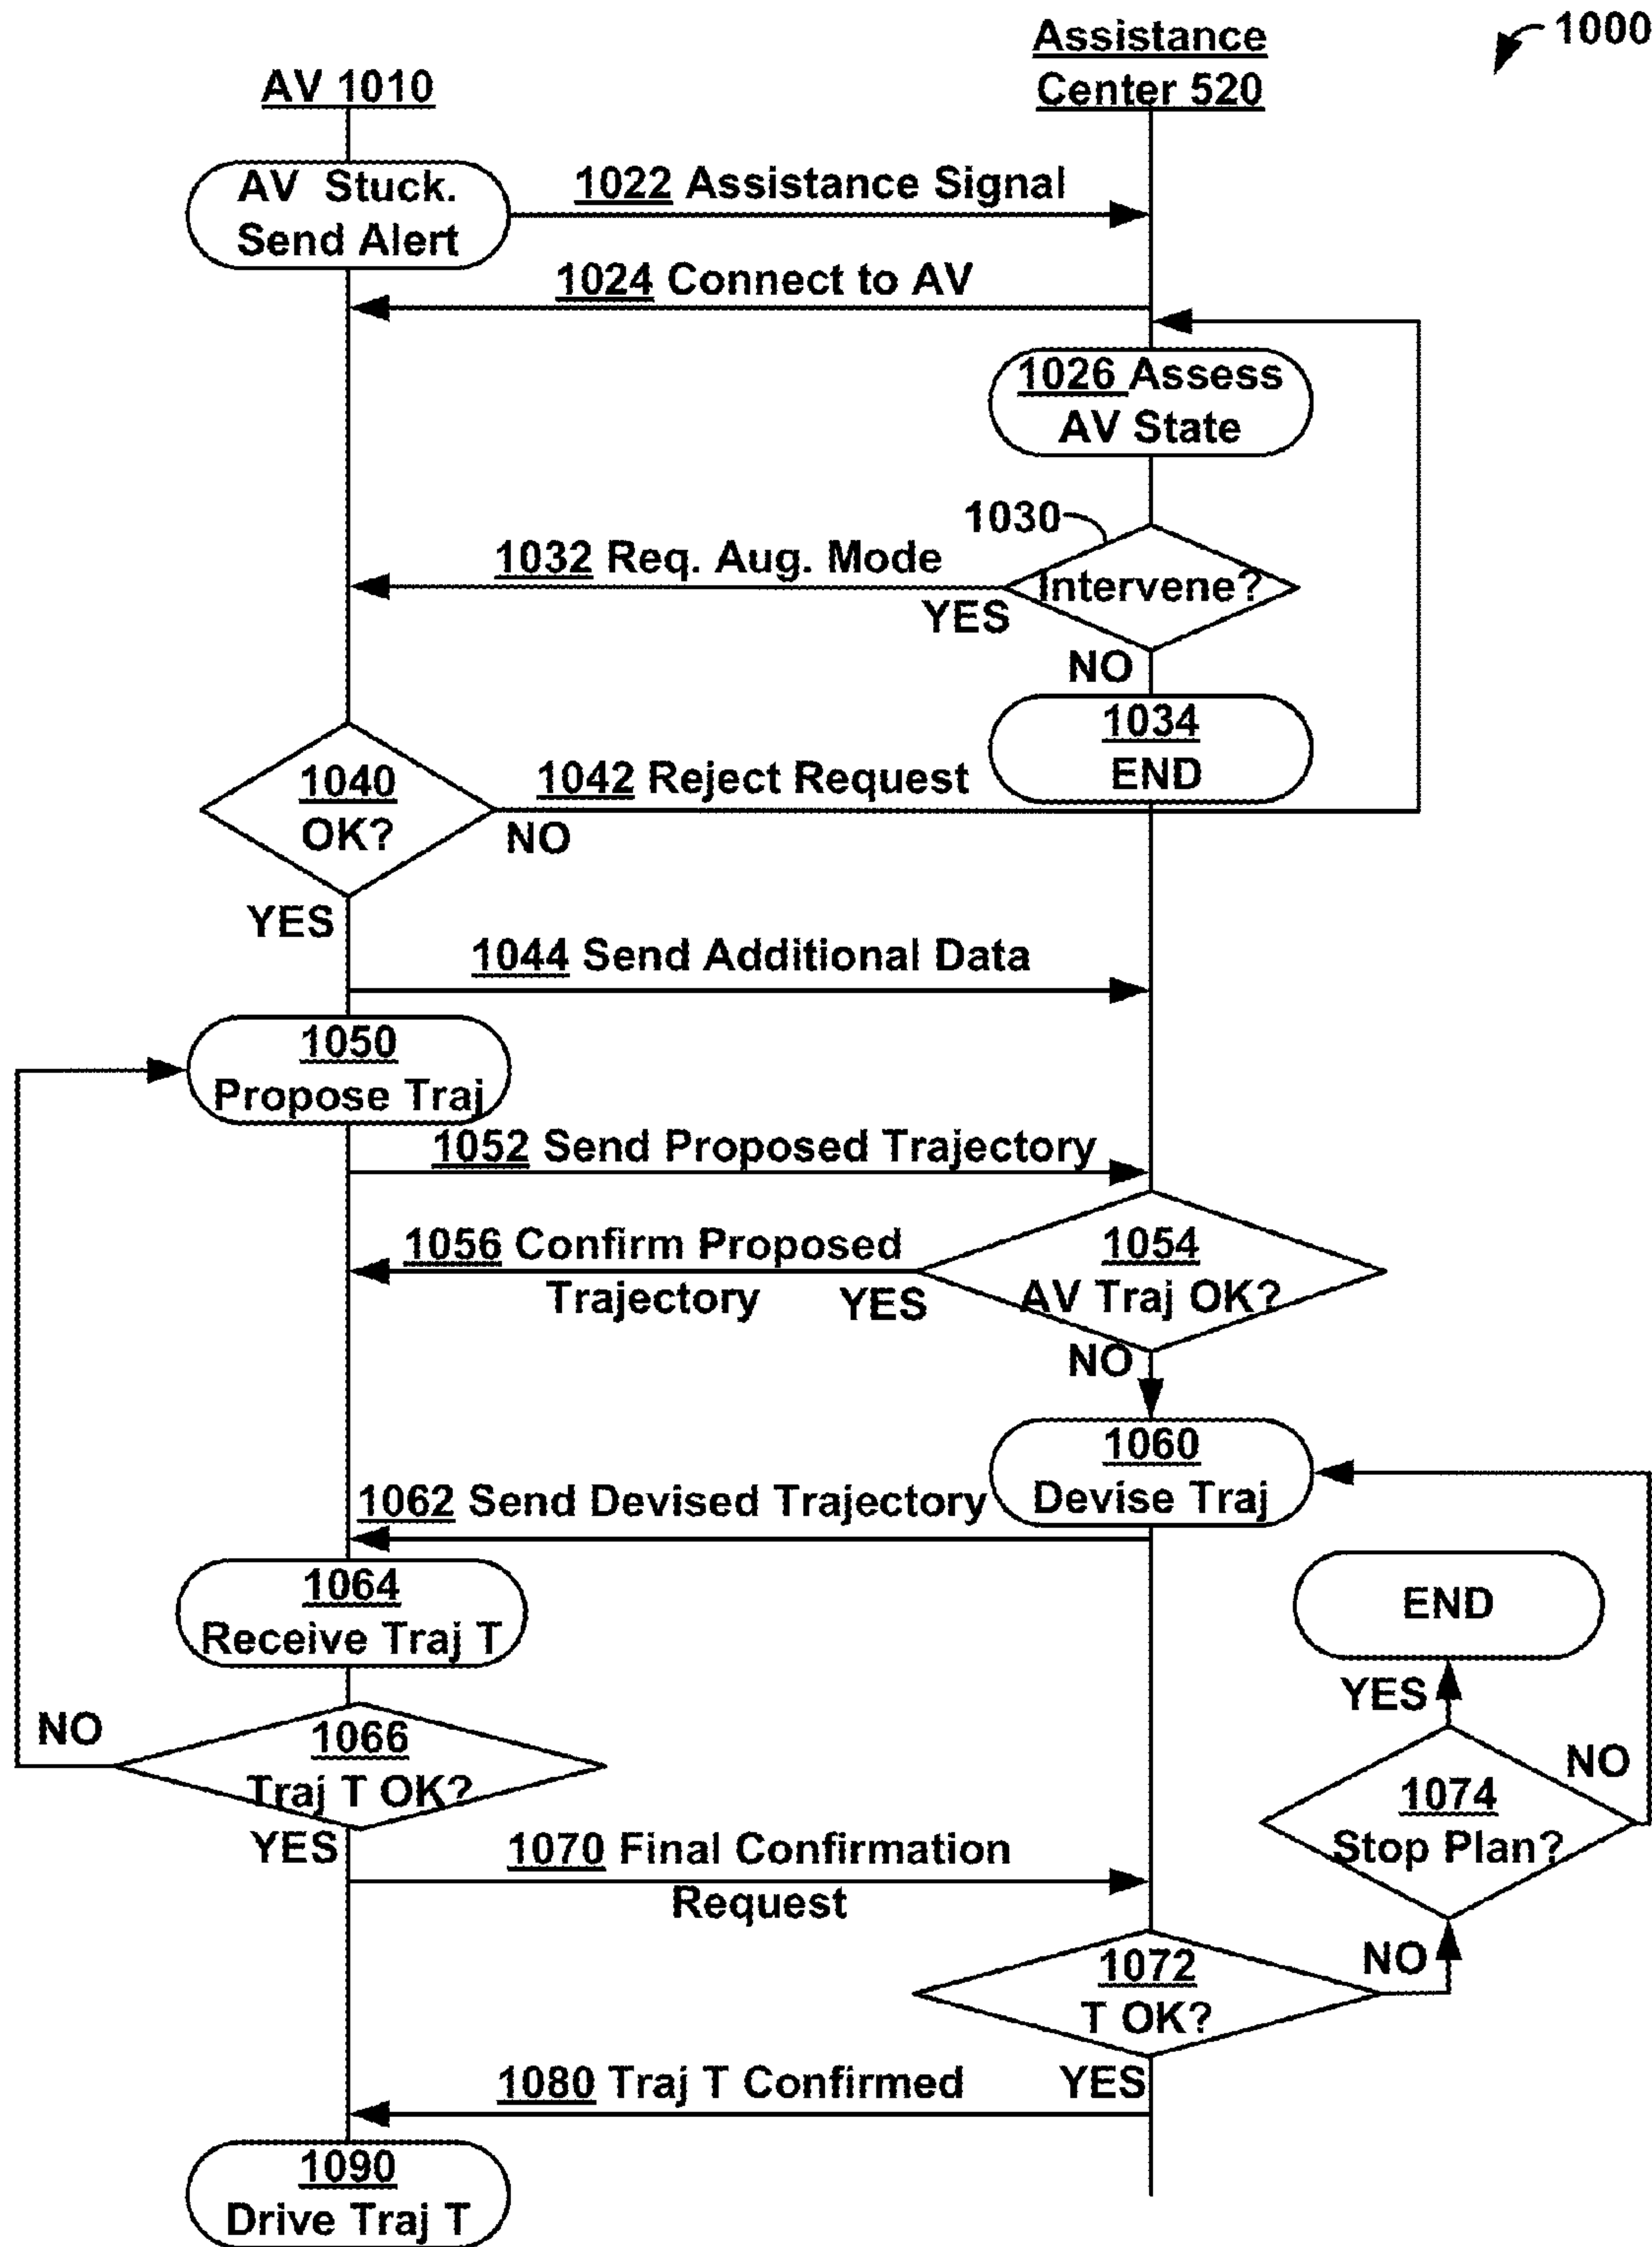 1000
Assistance
Center 520
AV 1010
AV Stuck.
Send Alert
1022 Assistance Signal
1024 Connect to AV
1026 Assess
AV State
1030
Intervene?
1032 Req. Aug. Mode
YES
NO
1034
END
1040
OK?
1042 Reject Request
NO
YES
1044 Send Additional Data
1050
Propose Traj
1052 Send Proposed Trajectory
1056 Confirm Proposed
Trajectory
YES
1054
AV Traj OK?
NO
1060
Devise Traj
1062 Send Devised Trajectory
1064
Receive Traj T
END
YES
NO
1066
Traj T OK?
NO
1074
Stop Plan?
YES
1070 Final Confirmation
Request
1072
T OK?
NO
1080 Traj T Confirmed
YES
1090
Drive Traj T